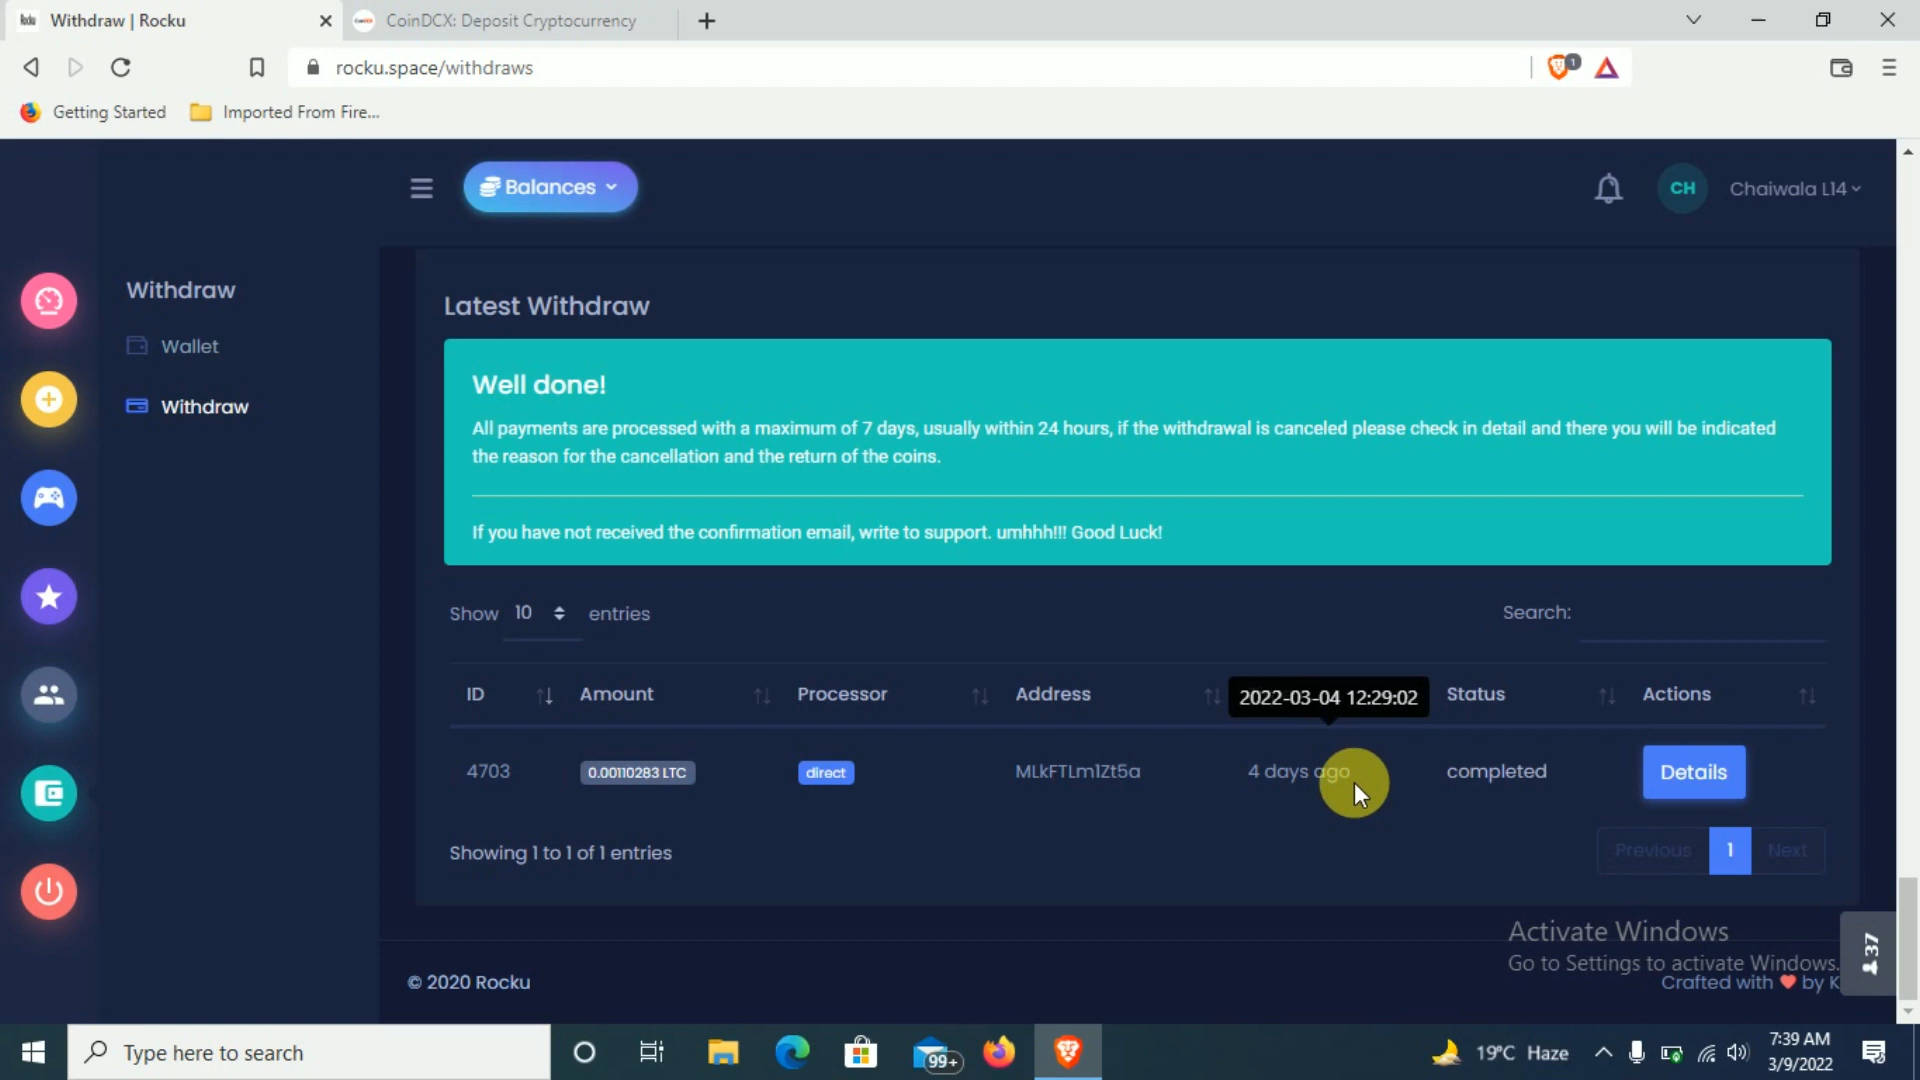 Withdraw | Rocku
CoinDCX: Deposit Cryptocurrency
rocku.space/withdraws
1
Getting Started
Imported From Fire...
Balances
CH
Chaiwala L14
Withdraw
Wallet
Withdraw
Latest Withdraw
Well done!
All payments are processed with a maximum of 7 days, usually within 24 hours, if the withdrawal is canceled please check in detail and there you will be indicated
the reason for the cancellation and the return of the coins.
If you have not received the confirmation email, write to support. umhhh!!! Good Luck!
Show 10 entries
Search:
ID Amount Processor Address 2022-03-04 12:29:02 Status Actions
4703 0.00110283 LTC direct MLkFTLm1Zt5a 4 days ago completed Details
Showing 1 to 1 of 1 entries
Previous 1 Next
Activate Windows
Go to Settings to activate Windows.
37
© 2020 Rocku
Crafted with ❤ by K
Type here to search
99+
19°C Haze
7:39 AM
3/9/2022